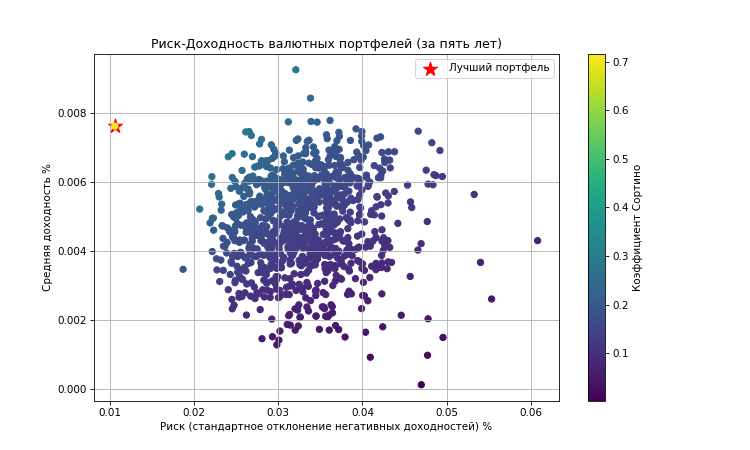 Риск-Доходность валютных портфелей (за пять лет)
Лучший портфель
Средняя доходность %
0.008
0.006
0.004
0.002
0.000
0.01 0.02 0.03 0.04 0.05 0.06
Риск (стандартное отклонение негативных доходностей) %
0.7
0.6
0.5
0.4
0.3
0.2
0.1
Коэффициент Сортино